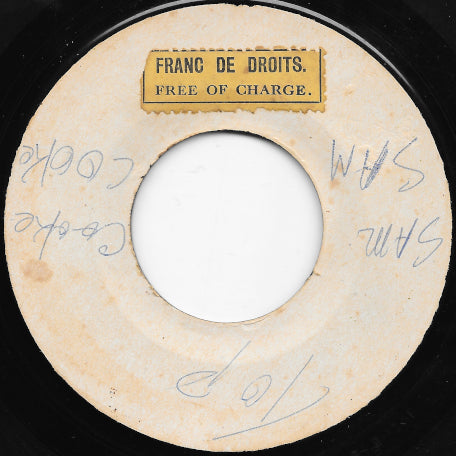 FRANC DE DROITS.
FREE OF CHARGE.
SAM Cooke
SAM Cooke
Top